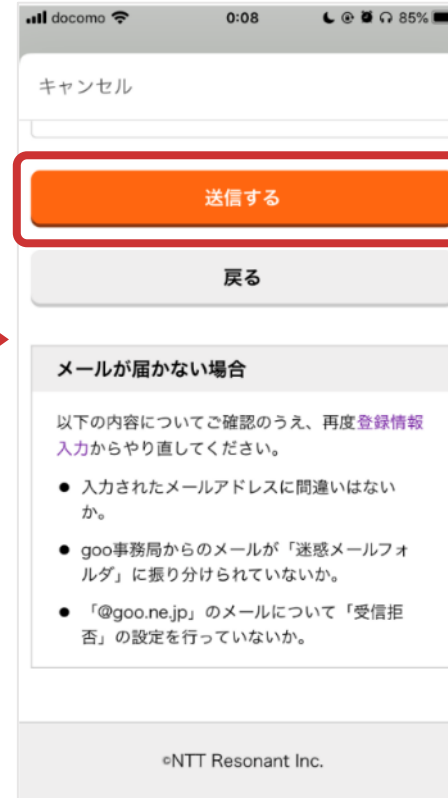 docomo 0:08 85%
キャンセル
送信する
戻る
メールが届かない場合
以下の内容についてご確認のうえ、再度登録情報
入力からやり直してください。
● 入力されたメールアドレスに間違いはない
か。
● goo事務局からのメールが「迷惑メールフォ
ルダ」に振り分けられていないか。
● 「@goo.ne.jp」のメールについて「受信拒
否」の設定を行っていないか。
©NTT Resonant Inc.